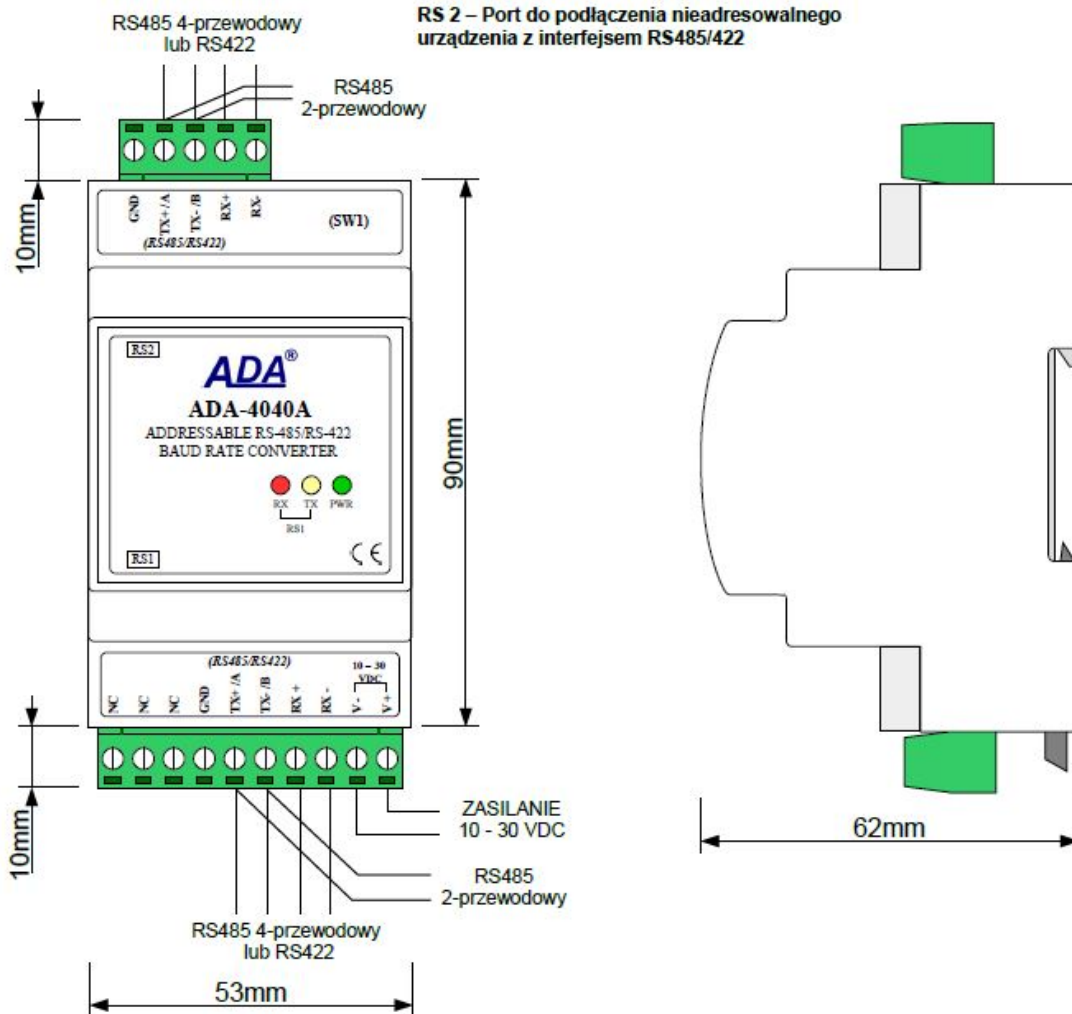 RS 2 – Port do podłączenia nieadresowalnego
urządzenia z interfejsem RS485/422
RS485 4-przewodowy
lub RS422
RS485
2-przewodowy
10mm
GND
TX+ /A
TX- /B
RX+
RX-
(SW1)
(RS485/RS422)
RS2
ADA®
ADA-4040A
ADDRESSABLE RS-485/RS-422
BAUD RATE CONVERTER
RX TX PWR
RS1
RS1
CE
90mm
(RS485/RS422)
10 – 30
VDC
NC
NC
NC
GND
TX+ /A
TX- /B
RX +
RX -
V -
V +
10mm
ZASILANIE
10 - 30 VDC
RS485
2-przewodowy
RS485 4-przewodowy
lub RS422
53mm
62mm